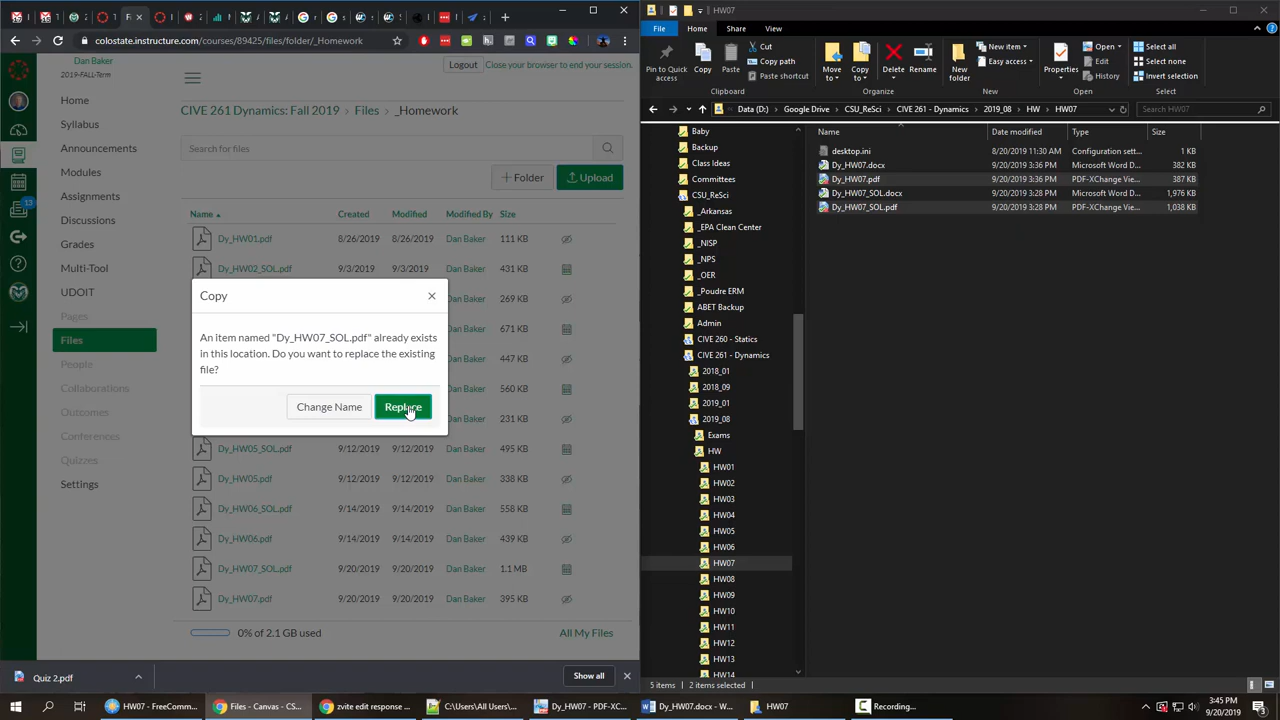 Fi
colostate.instructure.com/courses/89425/files/folder/_Homework
Dan Baker
2019-FALL-Term
Logout
Close your browser to end your session.
CIVE 261 Dynamics: Fall 2019 > Files > _Homework
Search for files
+ Folder
Upload
Home
Syllabus
Announcements
Modules
Assignments
Discussions
Grades
Multi-Tool
UDOIT
Pages
Files
People
Collaborations
Outcomes
Conferences
Quizzes
Settings
13
Name Created Modified Modified By Size
Dy_HW01.pdf 8/26/2019 8/26/2019 Dan Baker 111 KB
Dy_HW02_SOL.pdf 9/3/2019 9/3/2019 Dan Baker 431 KB
269 KB
671 KB
447 KB
560 KB
231 KB
Dy_HW05_SOL.pdf 9/12/2019 9/12/2019 Dan Baker 495 KB
Dy_HW05.pdf 9/12/2019 9/12/2019 Dan Baker 338 KB
Dy_HW06_SOL.pdf 9/14/2019 9/14/2019 Dan Baker 558 KB
Dy_HW06.pdf 9/14/2019 9/14/2019 Dan Baker 439 KB
Dy_HW07_SOL.pdf 9/20/2019 9/20/2019 Dan Baker 1.1 MB
Dy_HW07.pdf 9/20/2019 9/20/2019 Dan Baker 395 KB
0% of 2.1 GB used
All My Files
Copy
An item named "Dy_HW07_SOL.pdf" already exists
in this location. Do you want to replace the existing
file?
Change Name
Replace
Quiz 2.pdf
Show all
HW07
File Home Share View
Pin to Quick access
Copy
Paste
Cut
Copy path
Paste shortcut
Clipboard
Move to
Copy to
Delete
Rename
Organize
New folder
New item
Easy access
New
Properties
Open
Edit
History
Open
Select all
Select none
Invert selection
Select
Data (D:) > Google Drive > CSU_ReSci > CIVE 261 - Dynamics > 2019_08 > HW > HW07
Search HW07
Baby
Backup
Class Ideas
Committees
CSU_ReSci
_Arkansas
_EPA Clean Center
_NISP
_NPS
_OER
_Poudre ERM
ABET Backup
Admin
CIVE 260 - Statics
CIVE 261 - Dynamics
2018_01
2018_09
2019_01
2019_08
Exams
HW
HW01
HW02
HW03
HW04
HW05
HW06
HW07
HW08
HW09
HW10
HW11
HW12
HW13
HW14
Name Date modified Type Size
desktop.ini 8/20/2019 11:30 AM Configuration sett... 1 KB
Dy_HW07.docx 9/20/2019 3:36 PM Microsoft Word D... 382 KB
Dy_HW07.pdf 9/20/2019 3:36 PM PDF-XChange Vie... 387 KB
Dy_HW07_SOL.docx 9/20/2019 3:28 PM Microsoft Word D... 1,976 KB
Dy_HW07_SOL.pdf 9/20/2019 3:28 PM PDF-XChange Vie... 1,038 KB
5 items 2 items selected
HW07 - FreeComm...
Files - Canvas - CS...
zvite edit response ...
C:\Users\All Users\...
Dy_HW07 - PDF-XC...
Dy_HW07.docx - W...
HW07
Recording...
3:45 PM
9/20/2019